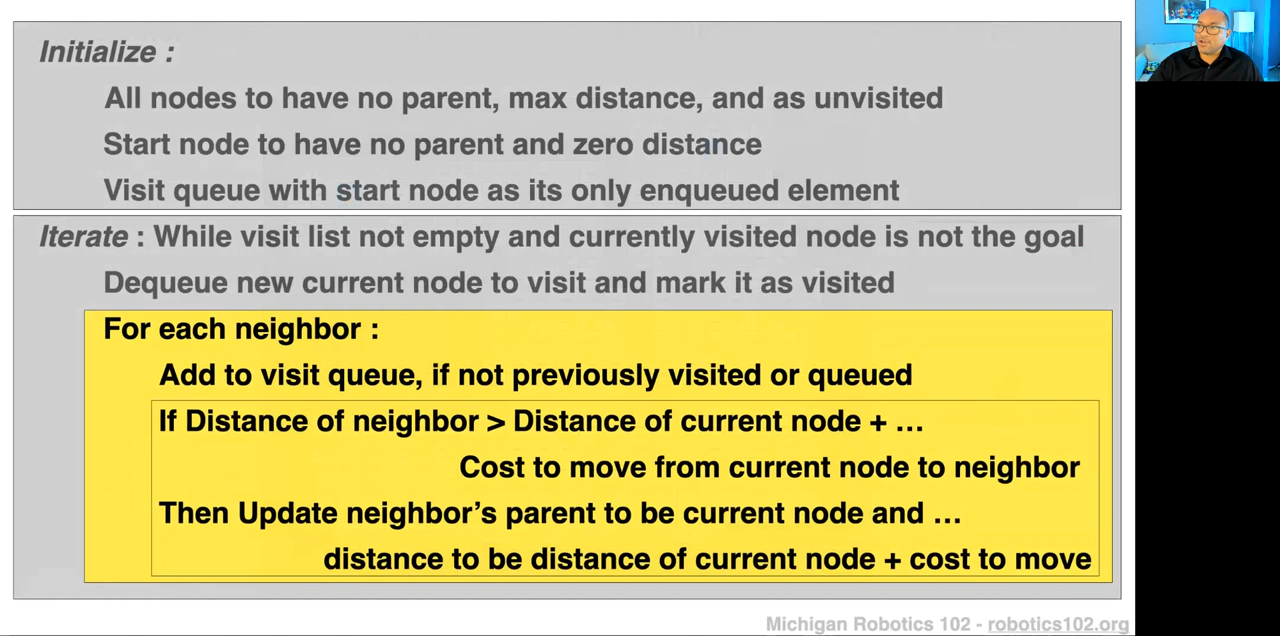 Initialize :
All nodes to have no parent, max distance, and as unvisited
Start node to have no parent and zero distance
Visit queue with start node as its only enqueued element
Iterate : While visit list not empty and currently visited node is not the goal
Dequeue new current node to visit and mark it as visited
For each neighbor :
Add to visit queue, if not previously visited or queued
If Distance of neighbor > Distance of current node + …
Cost to move from current node to neighbor
Then Update neighbor’s parent to be current node and …
distance to be distance of current node + cost to move
Michigan Robotics 102 - robotics102.org